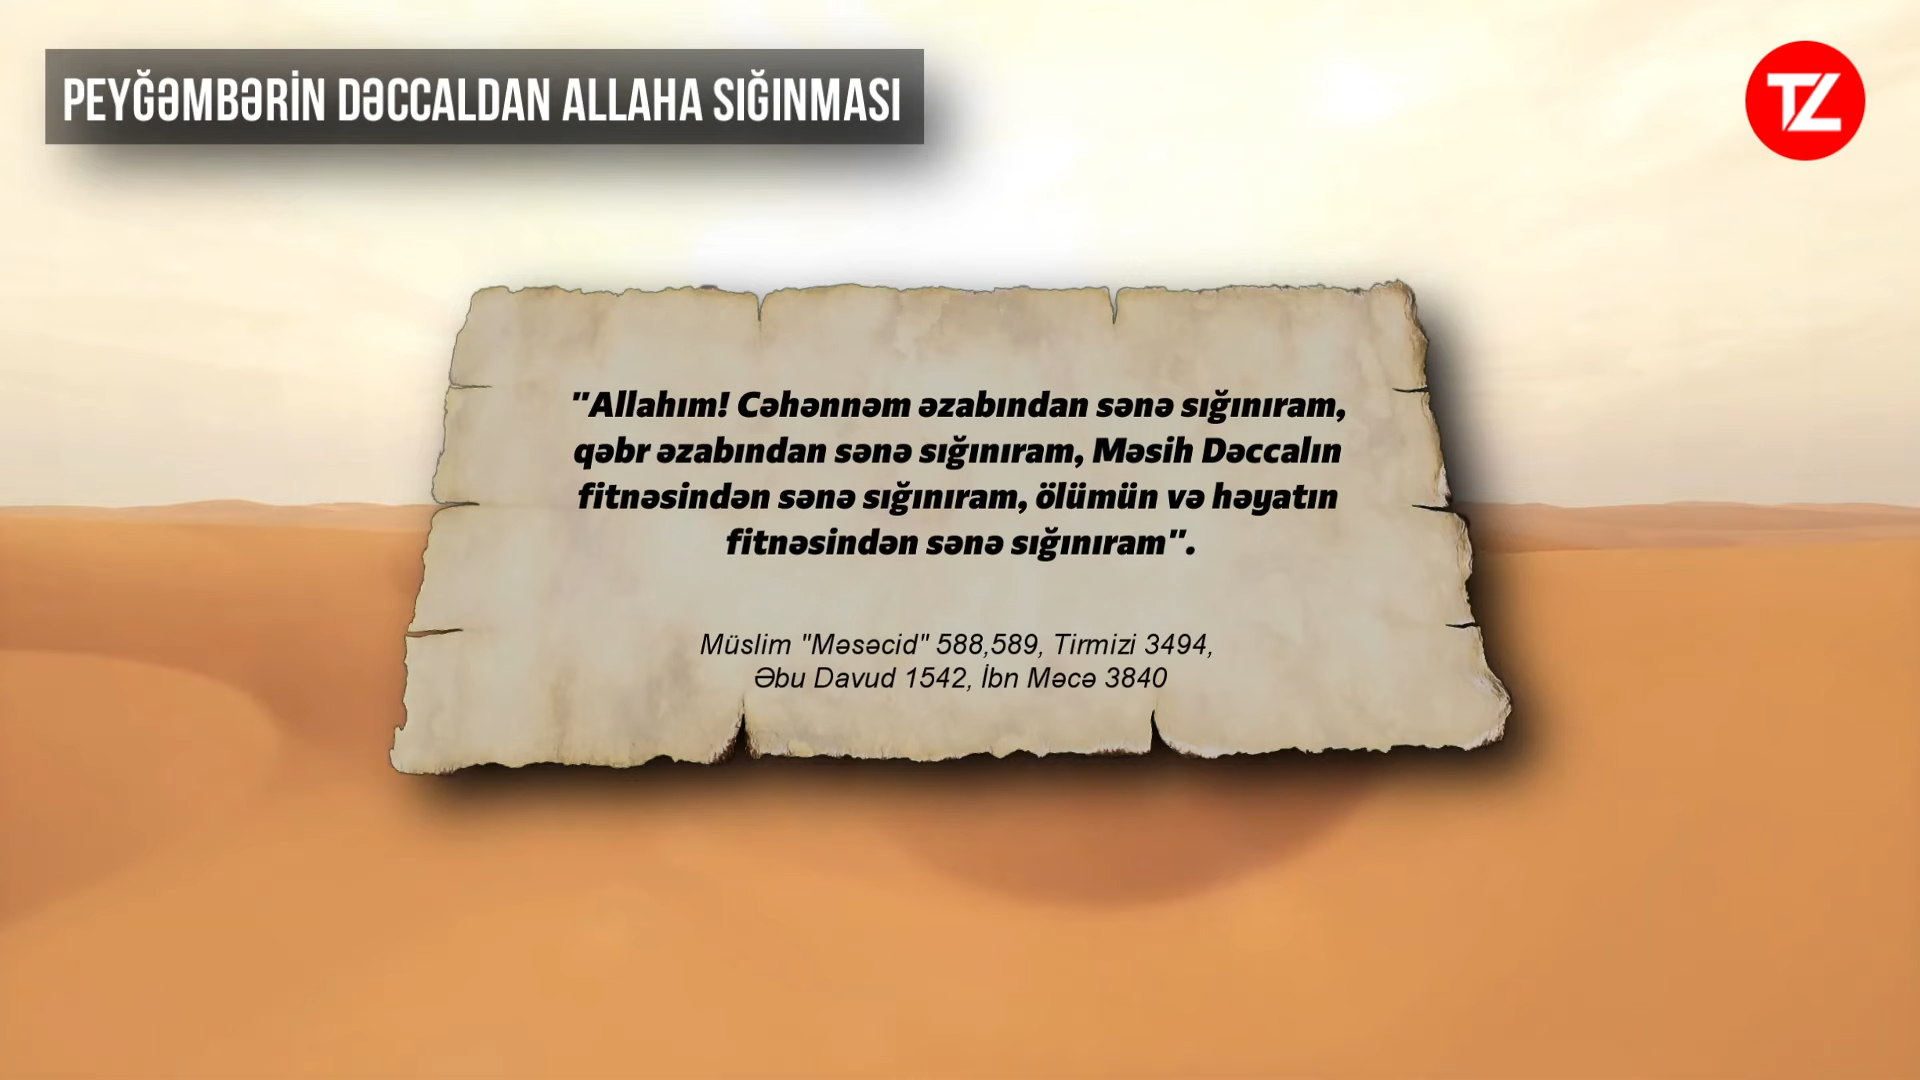 PEYĞƏMBƏRİN DƏCCALDAN ALLAHA SIĞINMASI
TZ
"Allahım! Cəhənnəm əzabından sənə sığınıram,
qəbr əzabından sənə sığınıram, Məsih Dəccalın
fitnəsindən sənə sığınıram, ölümün və həyatın
fitnəsindən sənə sığınıram".
Müslim "Məsəcid" 588,589, Tirmizi 3494,
Əbu Davud 1542, İbn Məcə 3840